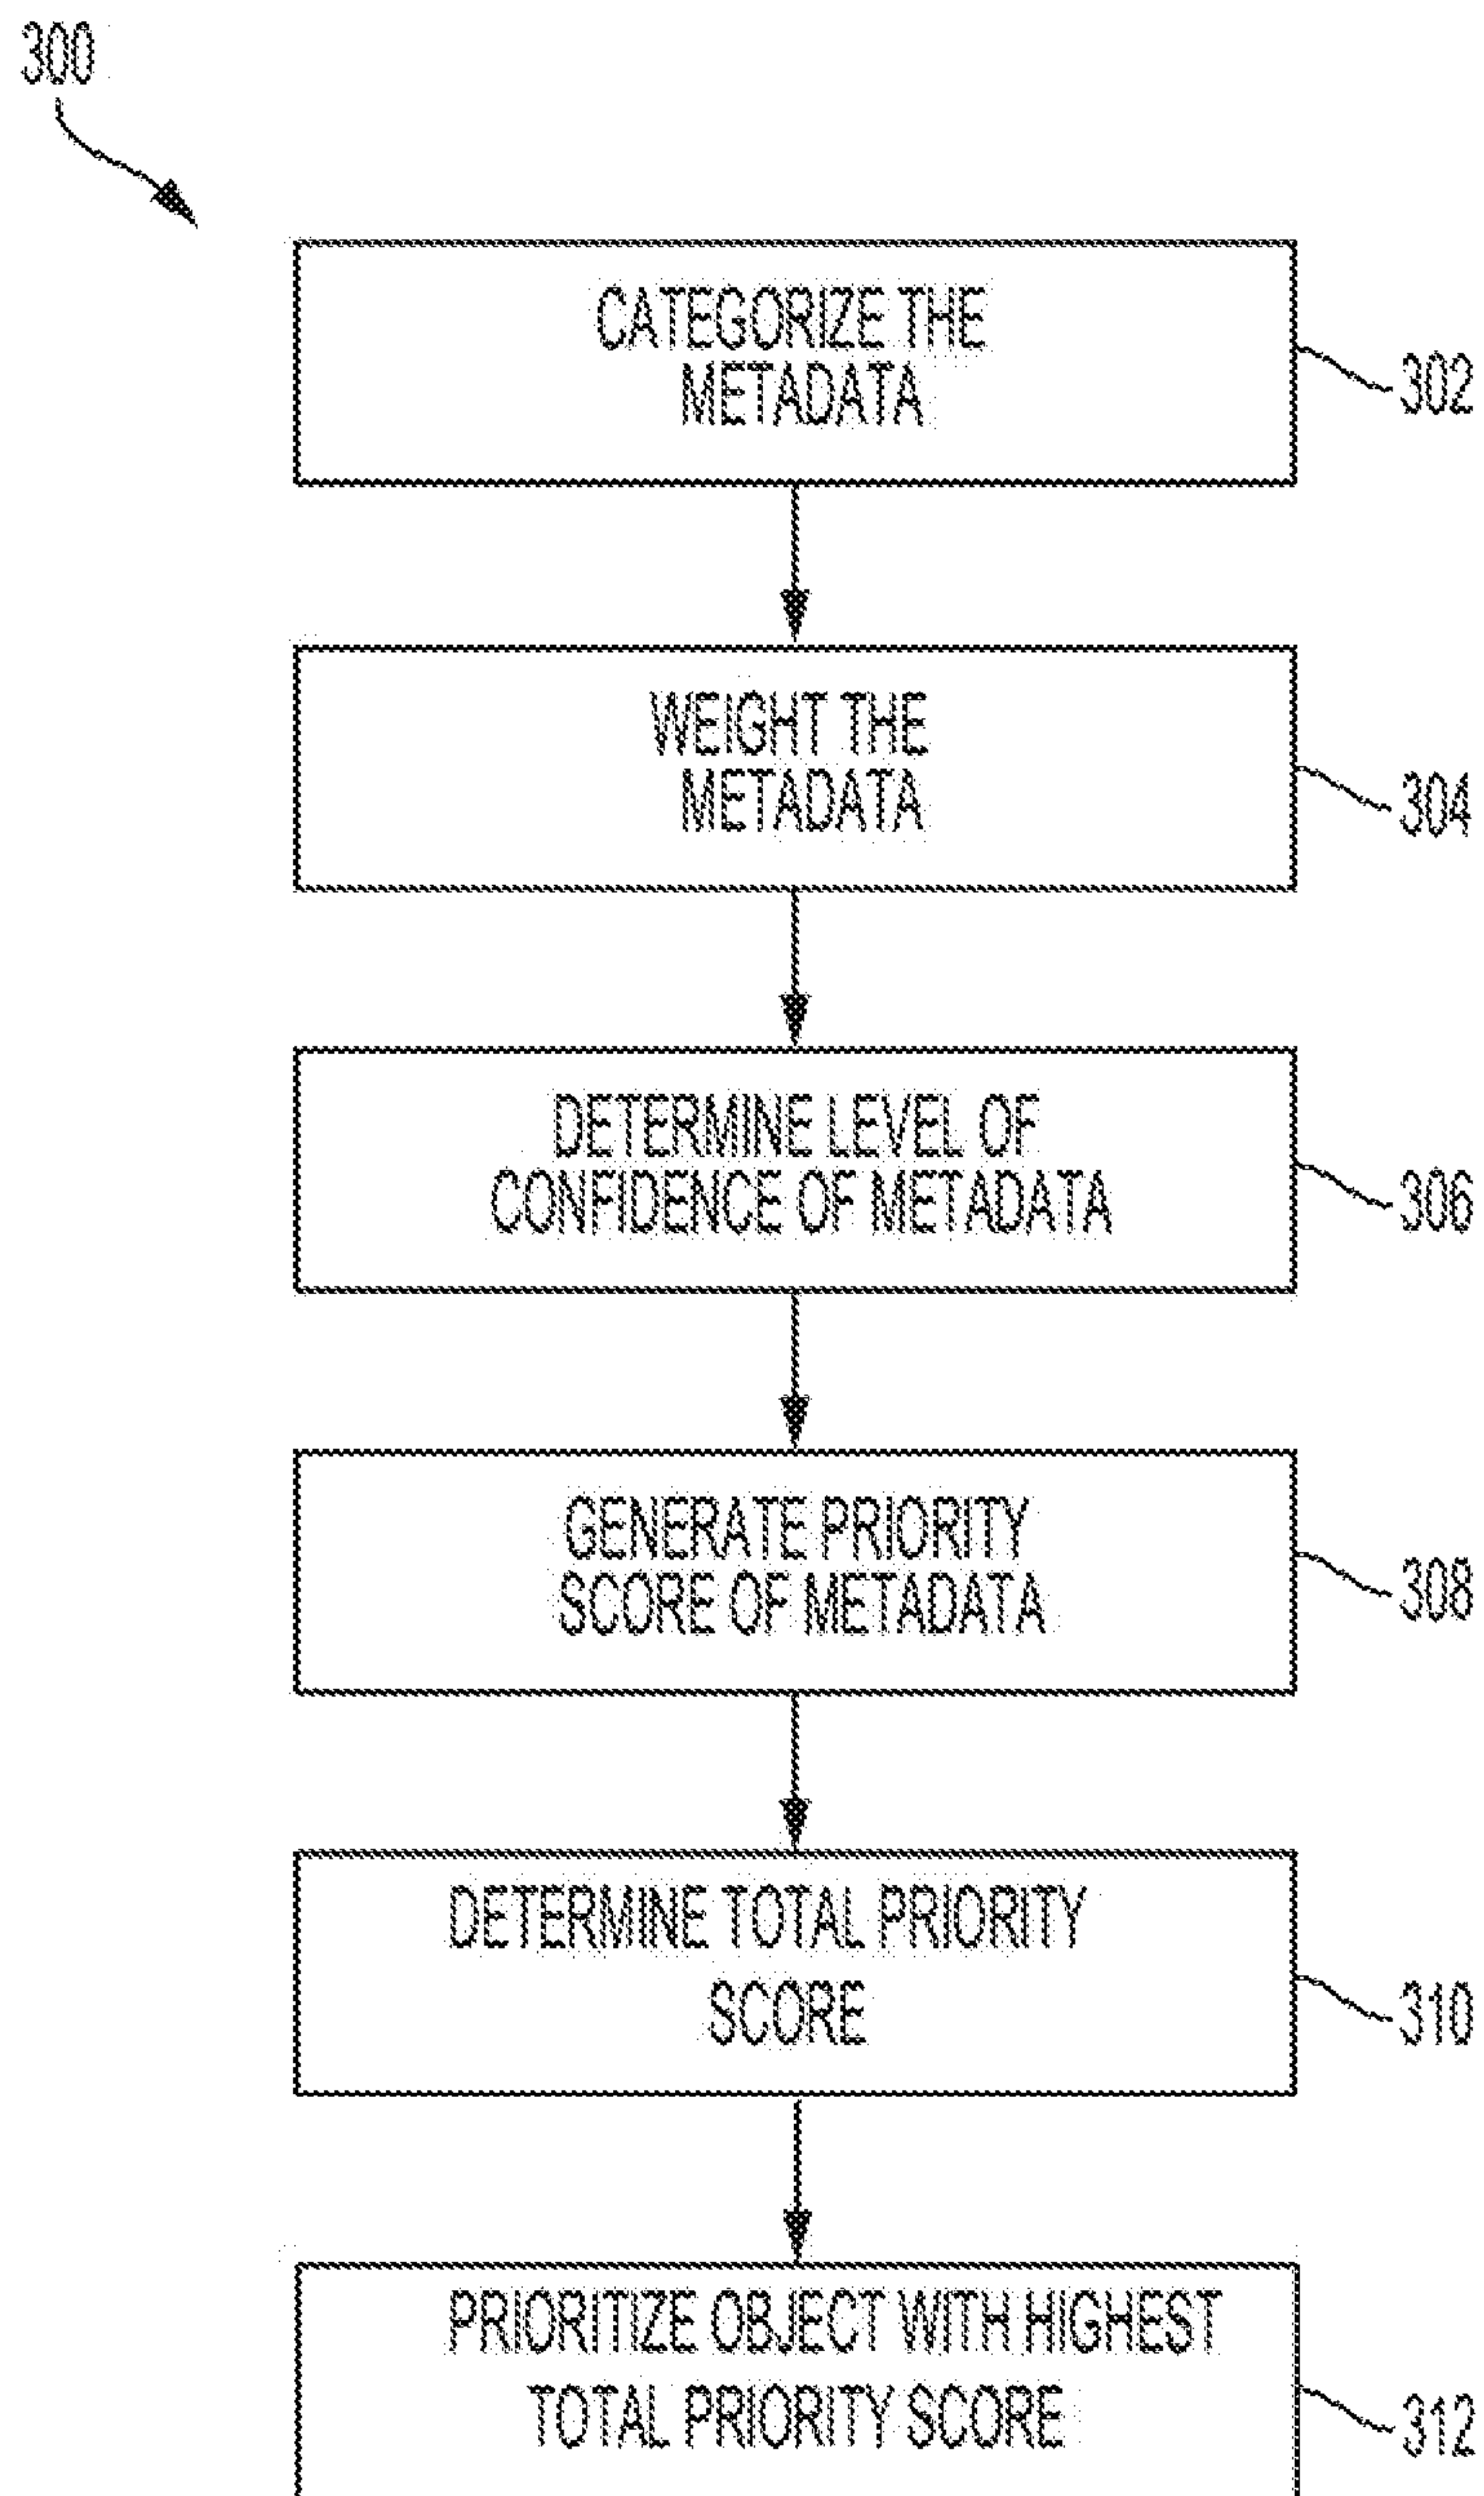 300
CATEGORIZE THE
METADATA
302
WEIGHT THE
METADATA
304
DETERMINE LEVEL OF
CONFIDENCE OF METADATA
306
GENERATE PRIORITY
SCORE OF METADATA
308
DETERMINE TOTAL PRIORITY
SCORE
310
PRIORITIZE OBJECT WITH HIGHEST
TOTAL PRIORITY SCORE
312